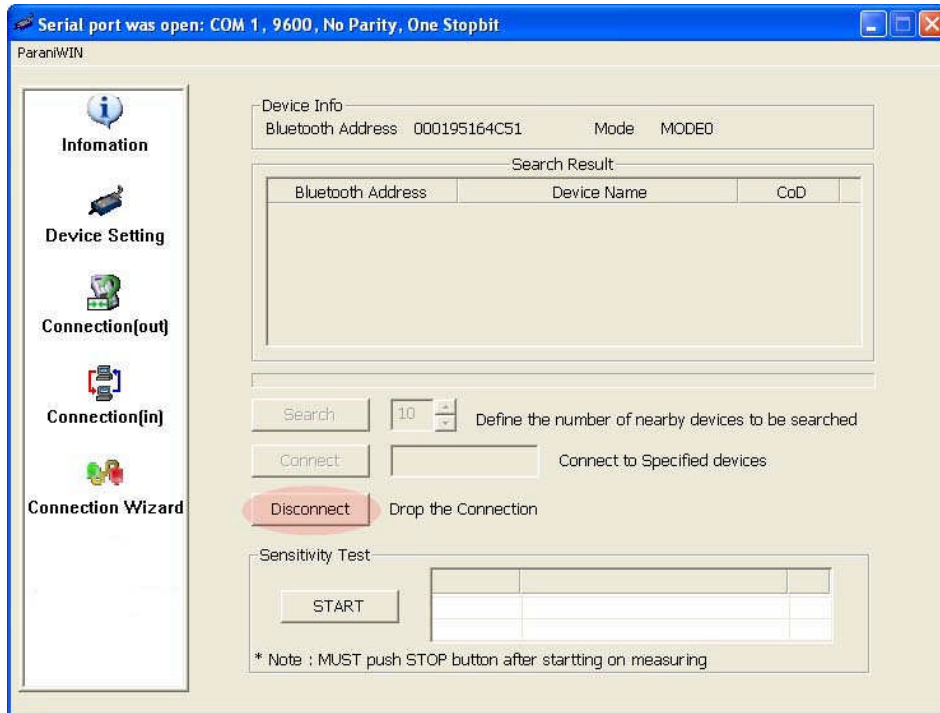 Serial port was open: COM 1, 9600, No Parity, One Stopbit
ParaniWIN
Infomation
Device Setting
Connection(out)
Connection(in)
Connection Wizard
Device Info
Bluetooth Address 000195164C51 Mode MODE0
Search Result
Bluetooth Address Device Name CoD
Search 10 Define the number of nearby devices to be searched
Connect Connect to Specified devices
Disconnect Drop the Connection
Sensitivity Test
START
* Note : MUST push STOP button after startting on measuring